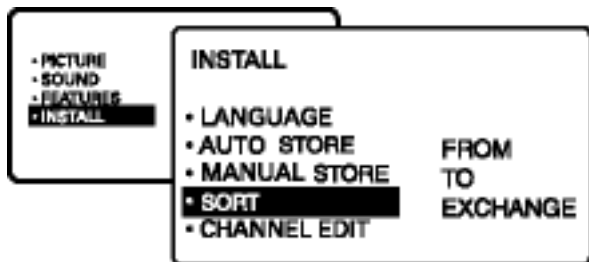 • PICTURE
• SOUND
• FEATURES
• INSTALL
INSTALL
• LANGUAGE
• AUTO STORE
• MANUAL STORE
• SORT
• CHANNEL EDIT
FROM
TO
EXCHANGE